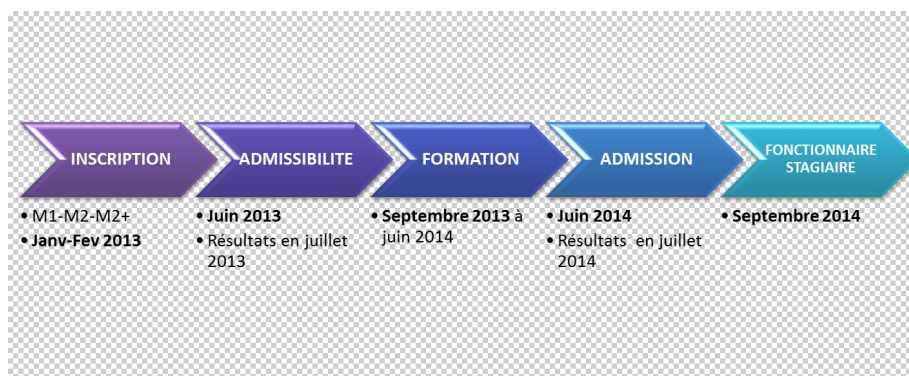 INSCRIPTION
• M1-M2-M2+
• Janv-Fev 2013
ADMISSIBILITE
• Juin 2013
• Résultats en juillet
2013
FORMATION
• Septembre 2013 à
juin 2014
ADMISSION
• Juin 2014
• Résultats en juillet
2014
FONCTIONNAIRE
STAGIAIRE
• Septembre 2014